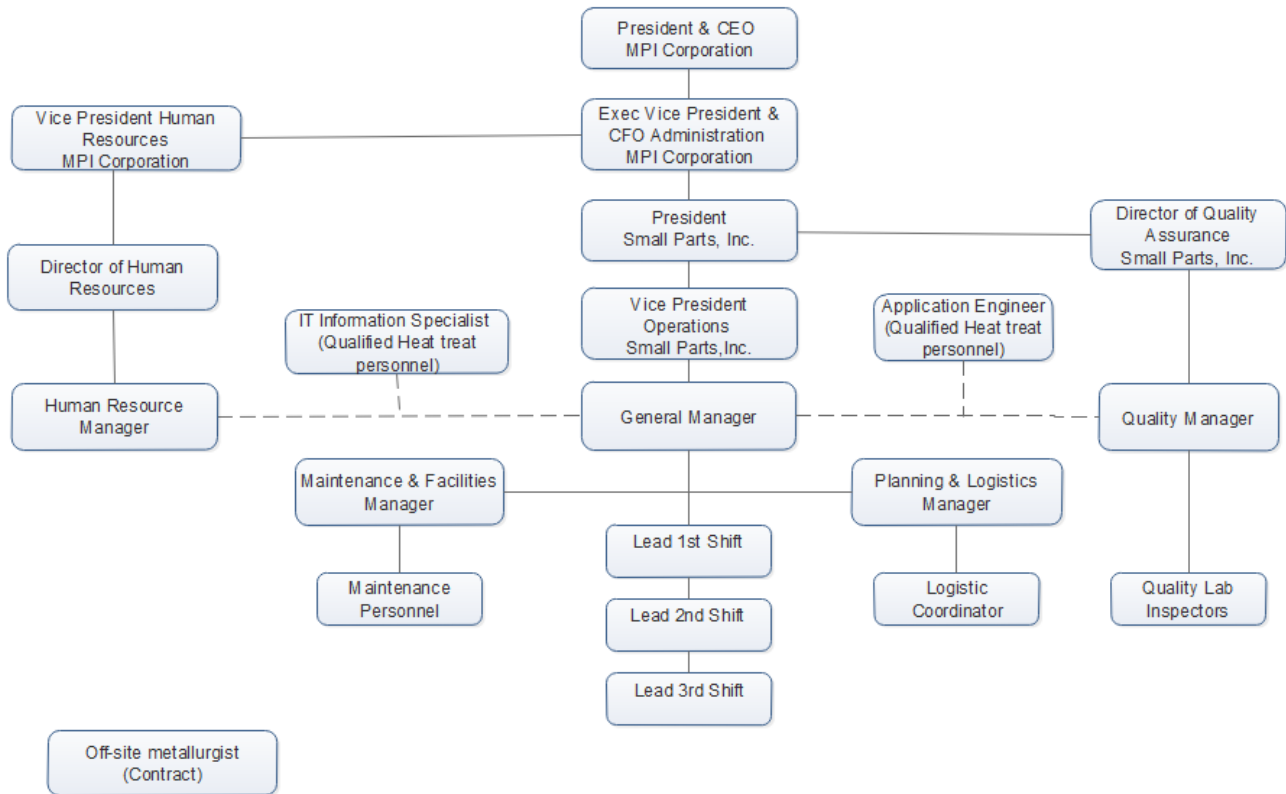 President & CEO
MPI Corporation
Vice President Human
Resources
MPI Corporation
Exec Vice President &
CFO Administration
MPI Corporation
President
Small Parts, Inc.
Director of Quality
Assurance
Small Parts, Inc.
Director of Human
Resources
IT Information Specialist
(Qualified Heat treat
personnel)
Vice President
Operations
Small Parts,Inc.
Application Engineer
(Qualified Heat treat
personnel)
Human Resource
Manager
General Manager
Quality Manager
Maintenance & Facilities
Manager
Planning & Logistics
Manager
Lead 1st Shift
Maintenance
Personnel
Lead 2nd Shift
Logistic
Coordinator
Quality Lab
Inspectors
Lead 3rd Shift
Off-site metallurgist
(Contract)